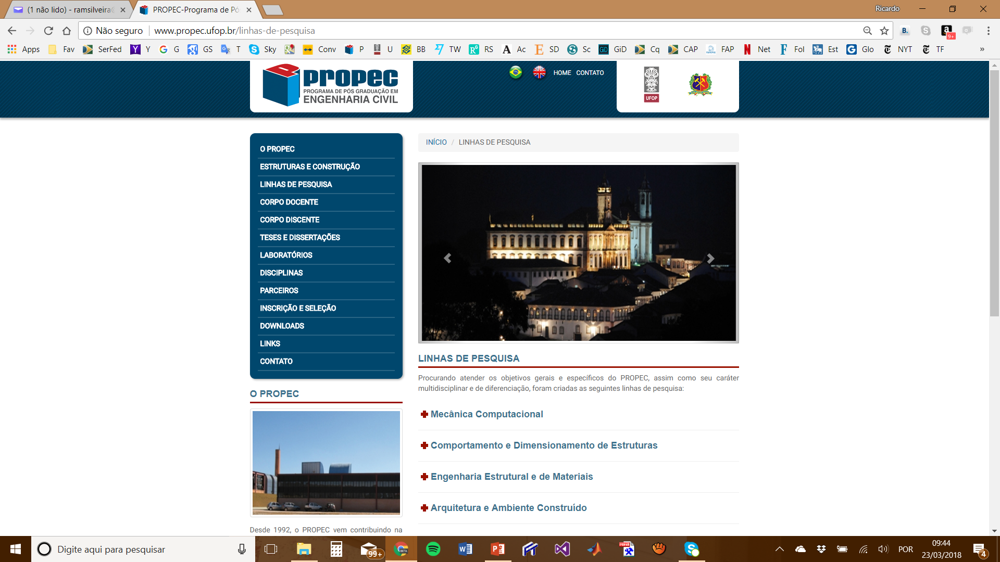 (1 não lido) - ramsilveira
PROPEC-Programa de Pó
Ricardo
Não seguro
www.propec.ufop.br/linhas-de-pesquisa
B.
a
9+
Apps Fav SerFed Y G GS T Sky Conv P U BB TW RS Ac SD Sc GiD Cq CAP FAP Net Fol Est Glo NYT TF »
propec
PROGRAMA DE PÓS GRADUAÇÃO EM
ENGENHARIA CIVIL
HOME CONTATO
UFOP
O PROPEC
ESTRUTURAS E CONSTRUÇÃO
LINHAS DE PESQUISA
CORPO DOCENTE
CORPO DISCENTE
TESES E DISSERTAÇÕES
LABORATÓRIOS
DISCIPLINAS
PARCEIROS
INSCRIÇÃO E SELEÇÃO
DOWNLOADS
LINKS
CONTATO
O PROPEC
Desde 1992, o PROPEC vem contribuindo na
INÍCIO / LINHAS DE PESQUISA
LINHAS DE PESQUISA
Procurando atender os objetivos gerais e específicos do PROPEC, assim como seu caráter
multidisciplinar e de diferenciação, foram criadas as seguintes linhas de pesquisa:
Mecânica Computacional
Comportamento e Dimensionamento de Estruturas
Engenharia Estrutural e de Materiais
Arquitetura e Ambiente Construído
Digite aqui para pesquisar
99+
BETA
POR
09:44
23/03/2018
4